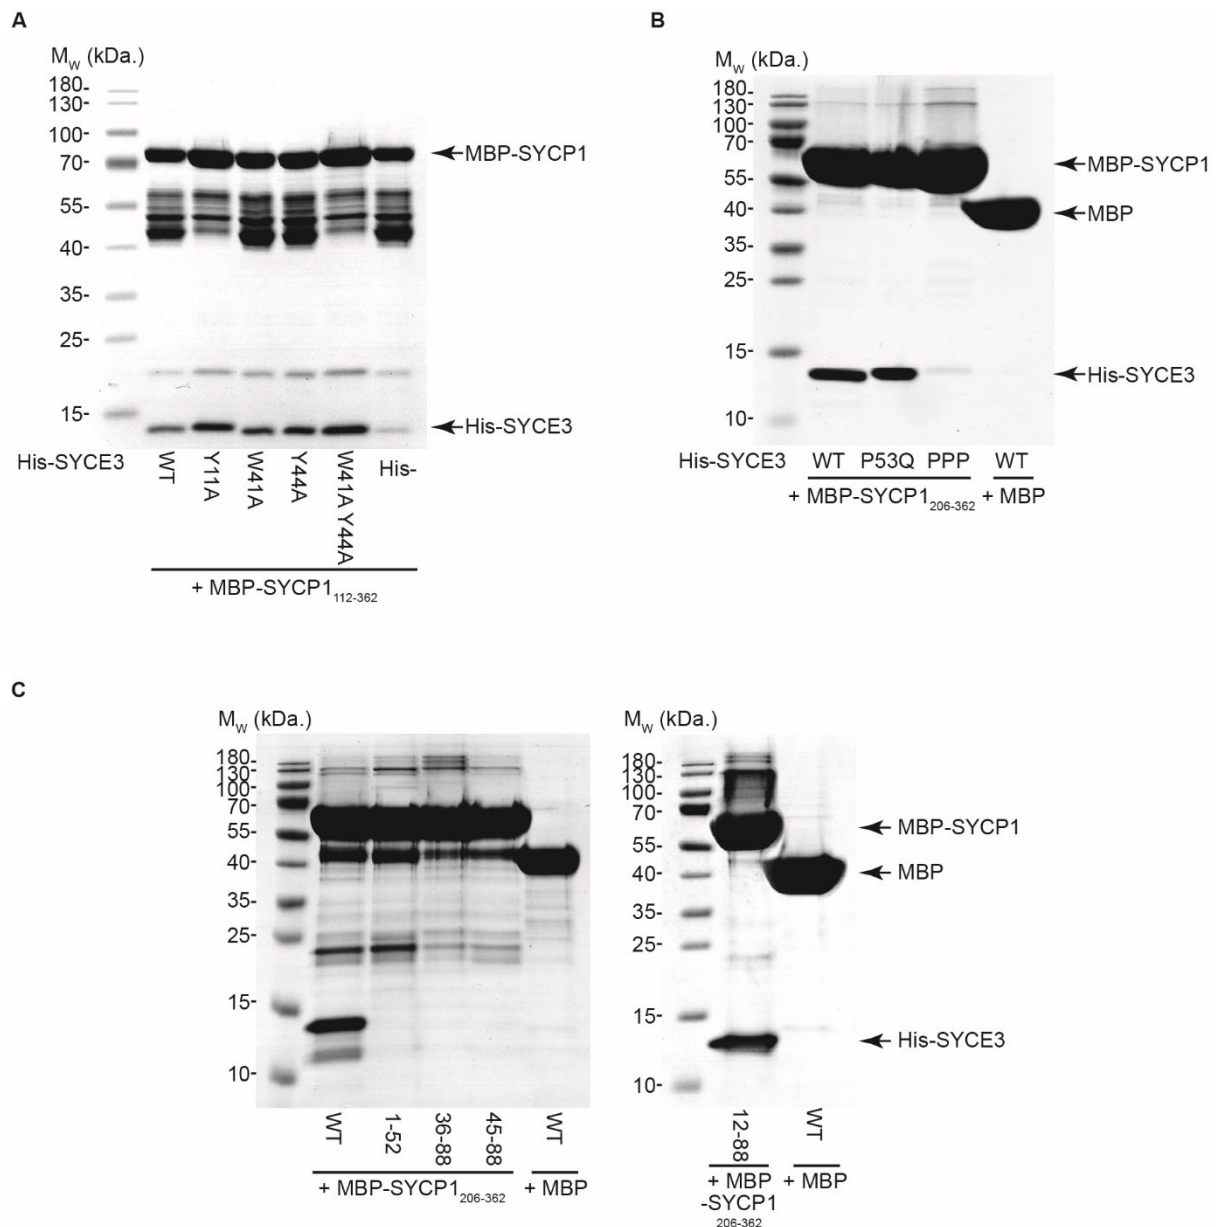 A
M_W (kDa.)
180-
130-
100-
70-
55-
40-
35-
25-
15-
MBP-SYCP1
His-SYCE3
His-SYCE3
WT
Y11A
W41A
Y44A
W41A Y44A
His-
+ MBP-SYCP1112-362
B
M_W (kDa.)
180-
130-
100-
70-
55-
40-
35-
25-
15-
10-
MBP-SYCP1
MBP
His-SYCE3
His-SYCE3 WT P53Q PPP WT
+ MBP-SYCP1206-362 + MBP
C
M_W (kDa.)
180-
130-
100-
70-
55-
40-
35-
25-
15-
10-
WT
1-52
36-88
45-88
WT
+ MBP-SYCP1206-362 + MBP
M_W (kDa.)
180-
130-
100-
70-
55-
40-
35-
25-
15-
10-
MBP-SYCP1
MBP
His-SYCE3
12-88
WT
+ MBP + MBP
-SYCP1
206-362